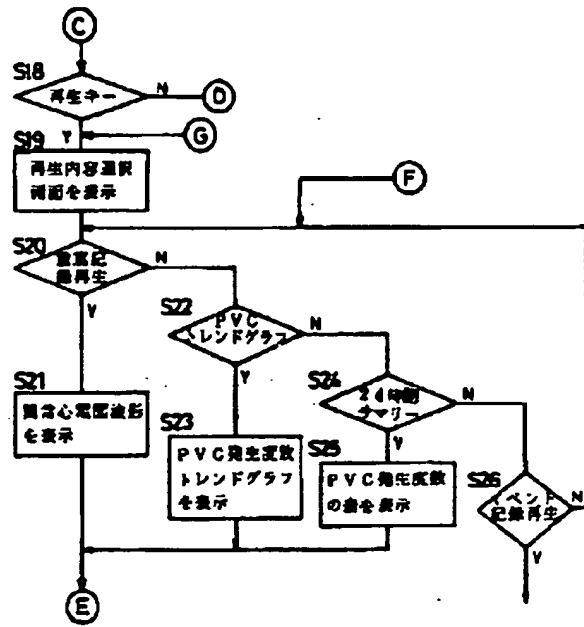 C
S18
再生キー
N
D
Y
G
S19
再生内容選択
画面を表示
F
S20
録再生
N
Y
S22
PVC
トレンドグラフ
N
Y
S21
異常心電図波形
を表示
S23
PVC発生度数
トレンドグラフ
を表示
S24
24時間
サマリー
N
Y
S25
PVC発生度数
の表を表示
S26
イベント
記録再生
N
Y
E